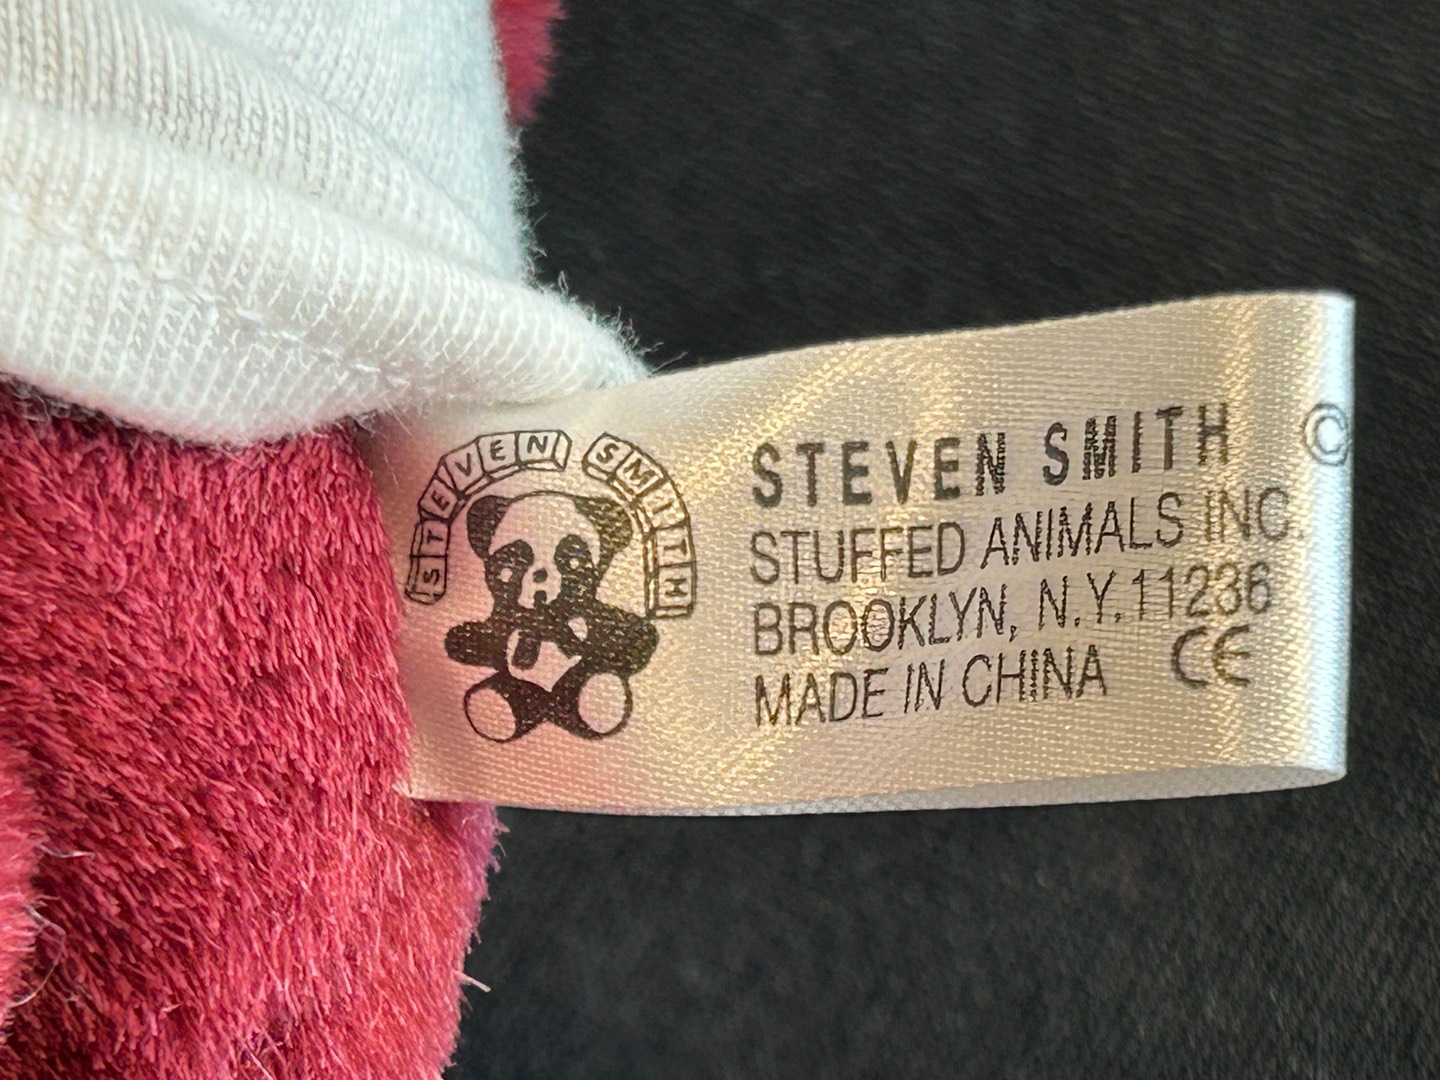 STEVEN SMITH
STEVEN SMITH ©
STUFFED ANIMALS INC.
BROOKLYN, N.Y. 11236
MADE IN CHINA CE